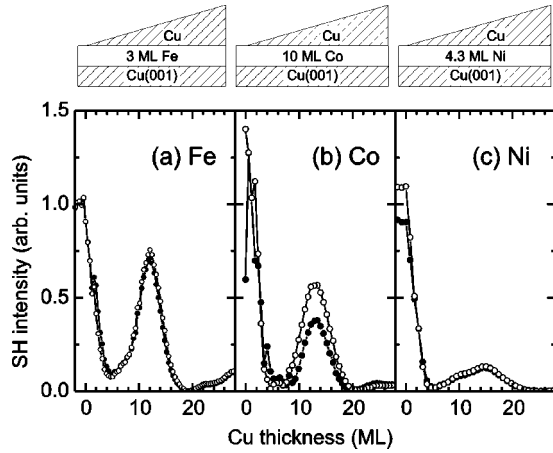 Cu
Cu
Cu
3 ML Fe
10 ML Co
4.3 ML Ni
Cu(001)
Cu(001)
Cu(001)
1.5
(a) Fe
(b) Co
(c) Ni
1.0
0.5
0.0
SH intensity (arb. units)
0 10 20 0 10 20 0 10 20
Cu thickness (ML)